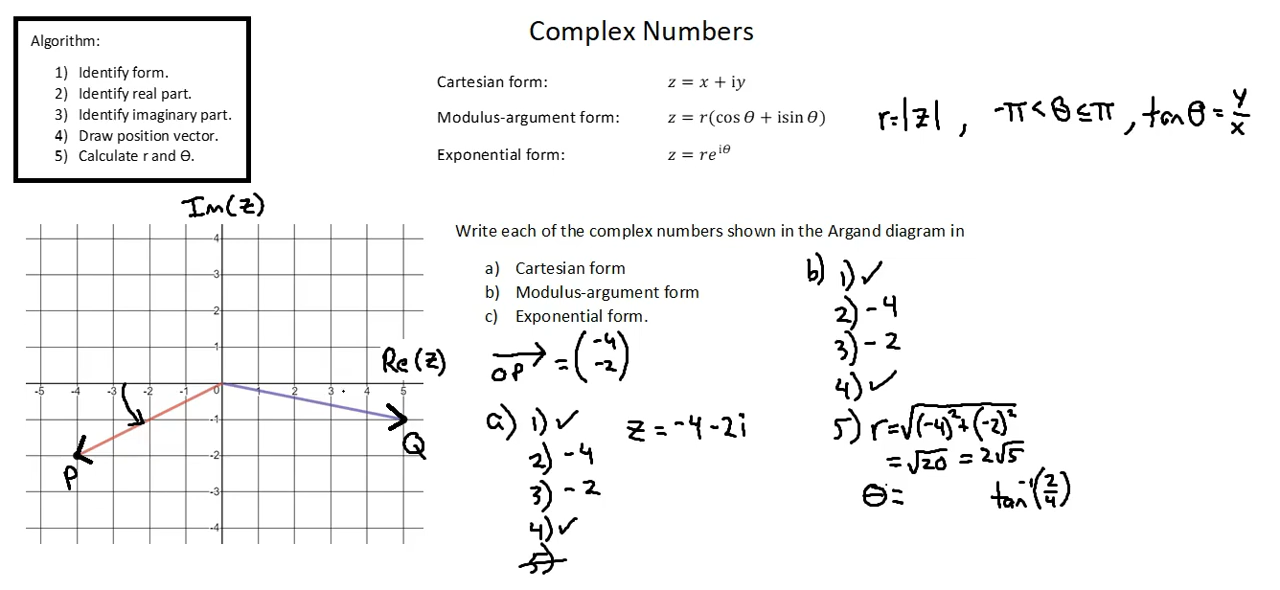 Complex Numbers
Algorithm:
1) Identify form.
2) Identify real part.
3) Identify imaginary part.
4) Draw position vector.
5) Calculate r and Θ.
Cartesian form: z = x + iy
Modulus-argument form: z = r(cos θ + isin θ)
Exponential form: z = re^{iθ}
r=|z| , -π<θ≤π , tanθ = y/x
Im(z)
4
3
2
1
-5 -4 -3 -2 -1 0 2 3 4 5
-1
-2
-3
-4
Re(z)
P
Q
Write each of the complex numbers shown in the Argand diagram in
a) Cartesian form
b) Modulus-argument form
c) Exponential form.
OP→ = (-4 -2)
a) 1) ✓ z = -4 - 2i
2) -4
3) -2
4) ✓
5)
b) 1) ✓
2) -4
3) -2
4) ✓
5) r = √((-4)²+(-2)²)
= √20 = 2√5
θ = tan⁻¹(2/4)